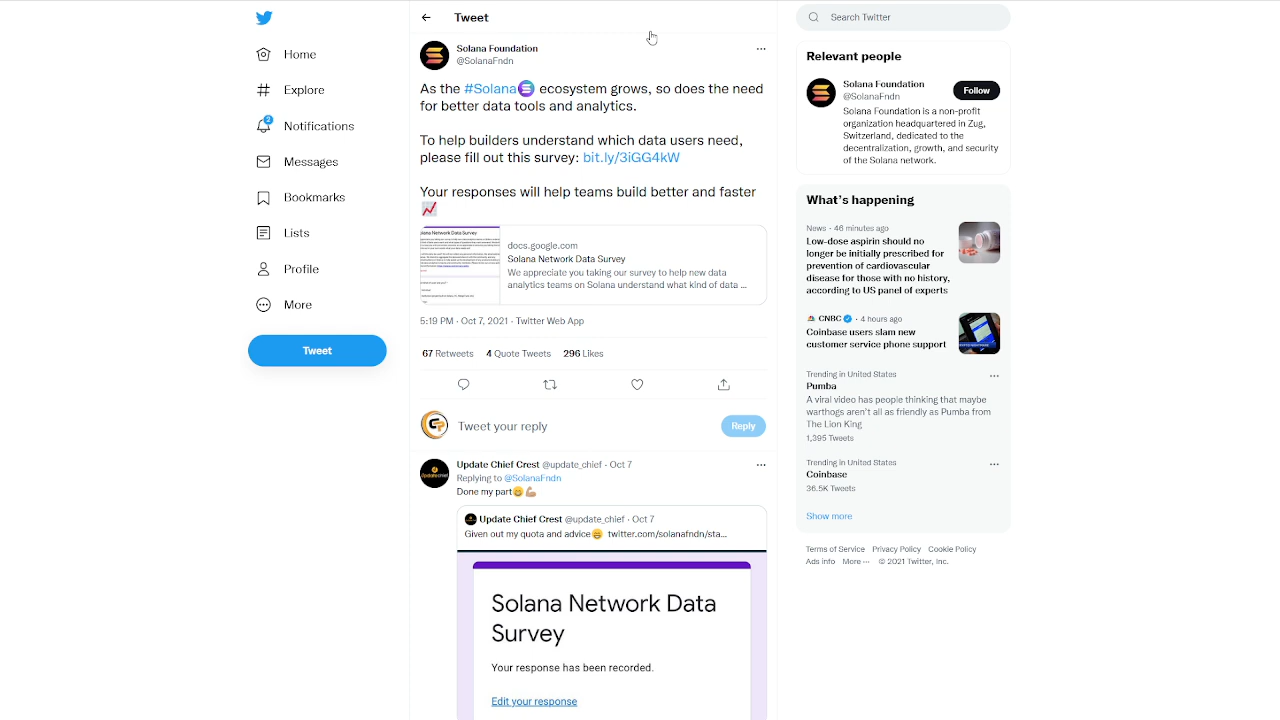 Home
Explore
2
Notifications
Messages
Bookmarks
Lists
Profile
More
Tweet
Tweet
Solana Foundation
@SolanaFndn
As the #Solana ecosystem grows, so does the need
for better data tools and analytics.
To help builders understand which data users need,
please fill out this survey: bit.ly/3iGG4kW
Your responses will help teams build better and faster
📈
docs.google.com
Solana Network Data Survey
We appreciate you taking our survey to help new data
analytics teams on Solana understand what kind of data ...
5:19 PM · Oct 7, 2021 · Twitter Web App
67 Retweets 4 Quote Tweets 296 Likes
Tweet your reply
Reply
Update Chief Crest @update_chief · Oct 7
Replying to @SolanaFndn
Done my part😄💪🏽
Update Chief Crest @update_chief · Oct 7
Given out my quota and advice😄 twitter.com/solanafndn/sta...
Solana Network Data
Survey
Your response has been recorded.
Edit your response
Search Twitter
Relevant people
Solana Foundation
@SolanaFndn
Follow
Solana Foundation is a non-profit
organization headquartered in Zug,
Switzerland, dedicated to the
decentralization, growth, and security
of the Solana network.
What's happening
News · 46 minutes ago
Low-dose aspirin should no
longer be initially prescribed for
prevention of cardiovascular
disease for those with no history,
according to US panel of experts
CNBC · 4 hours ago
Coinbase users slam new
customer service phone support
Trending in United States
Pumba
A viral video has people thinking that maybe
warthogs aren't all as friendly as Pumba from
The Lion King
1,395 Tweets
Trending in United States
Coinbase
36.5K Tweets
Show more
Terms of Service Privacy Policy Cookie Policy
Ads info More ··· © 2021 Twitter, Inc.